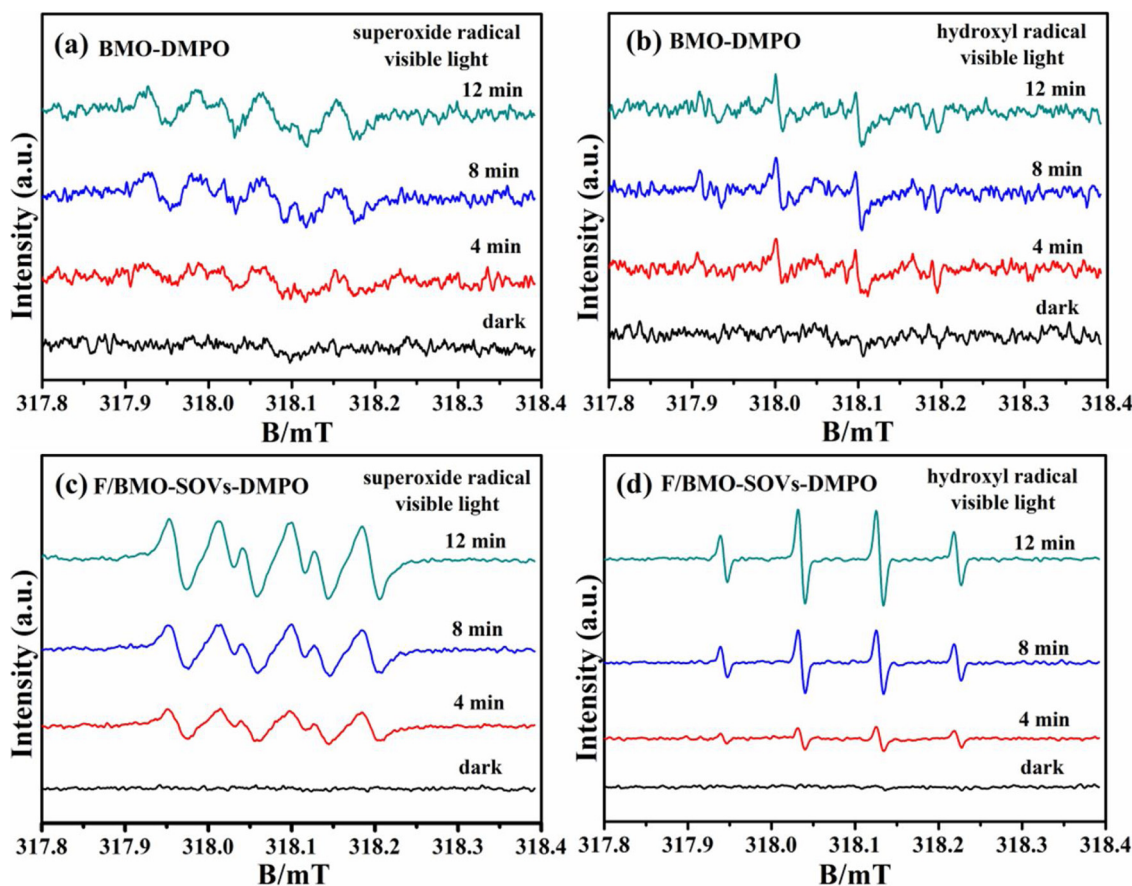 (a) BMO-DMPO
superoxide radical
visible light
12 min
8 min
4 min
dark
Intensity (a.u.)
317.8 317.9 318.0 318.1 318.2 318.3 318.4
B/mT
(b) BMO-DMPO
hydroxyl radical
visible light
12 min
8 min
4 min
dark
Intensity (a.u.)
317.8 317.9 318.0 318.1 318.2 318.3 318.4
B/mT
(c) F/BMO-SOVs-DMPO
superoxide radical
visible light
12 min
8 min
4 min
dark
Intensity (a.u.)
317.8 317.9 318.0 318.1 318.2 318.3 318.4
B/mT
(d) F/BMO-SOVs-DMPO
hydroxyl radical
visible light
12 min
8 min
4 min
dark
Intensity (a.u.)
317.8 317.9 318.0 318.1 318.2 318.3 318.4
B/mT